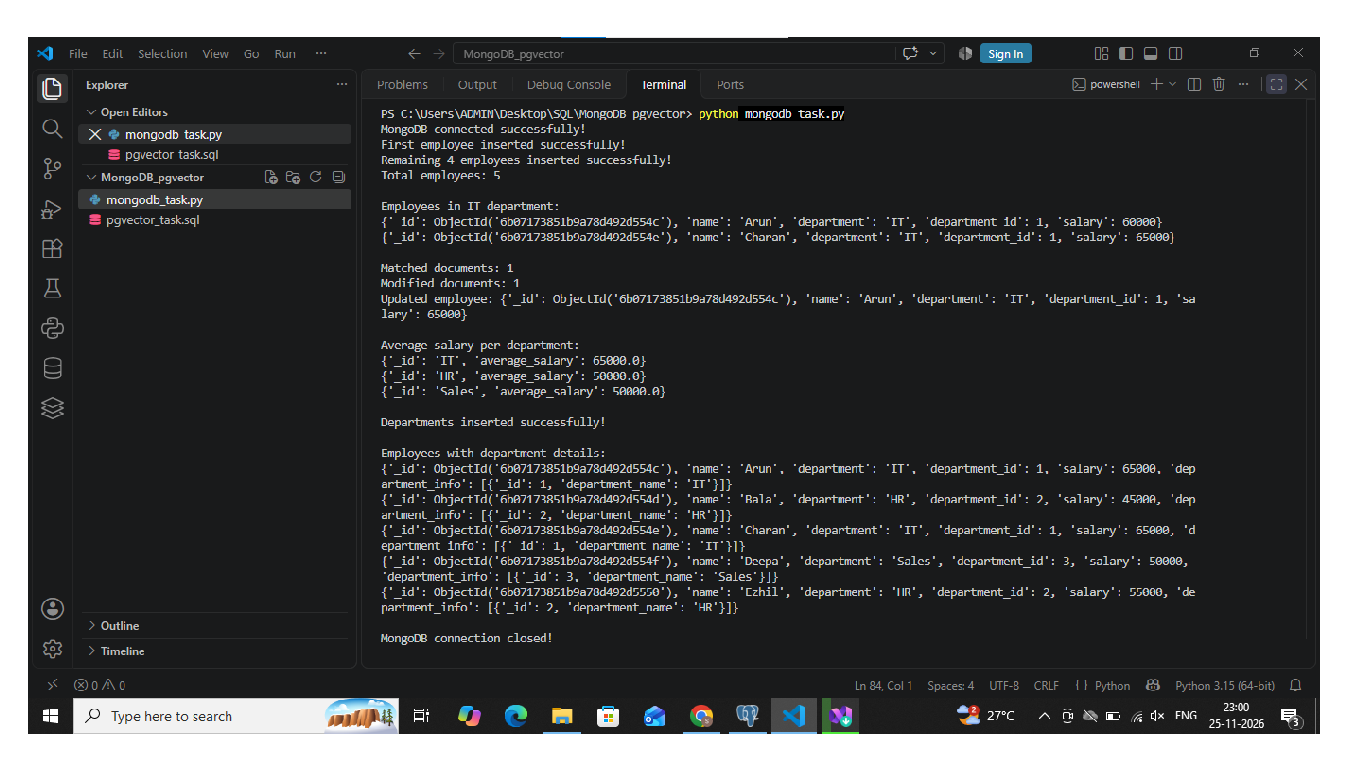 File Edit Selection View Go Run ···
MongoDB_pgvector
Sign In
Explorer
Open Editors
mongodb_task.py
pgvector_task.sql
MongoDB_pgvector
mongodb_task.py
pgvector_task.sql
Outline
Timeline
Problems Output Debug Console Terminal Ports
powershell
PS C:\Users\ADMIN\Desktop\SQL\MongoDB_pgvector> python mongodb_task.py
MongoDB connected successfully!
First employee inserted successfully!
Remaining 4 employees inserted successfully!
Total employees: 5
Employees in IT department:
{'_id': ObjectId('6b07173851b9a78d492d554c'), 'name': 'Arun', 'department': 'IT', 'department_id': 1, 'salary': 60000}
{'_id': ObjectId('6b07173851b9a78d492d554e'), 'name': 'Charan', 'department': 'IT', 'department_id': 1, 'salary': 65000}
Matched documents: 1
Modified documents: 1
Updated employee: {'_id': ObjectId('6b07173851b9a78d492d554c'), 'name': 'Arun', 'department': 'IT', 'department_id': 1, 'sa
lary': 65000}
Average salary per department:
{'_id': 'IT', 'average_salary': 65000.0}
{'_id': 'HR', 'average_salary': 50000.0}
{'_id': 'Sales', 'average_salary': 50000.0}
Departments inserted successfully!
Employees with department details:
{'_id': ObjectId('6b07173851b9a78d492d554c'), 'name': 'Arun', 'department': 'IT', 'department_id': 1, 'salary': 65000, 'dep
artment_info': [{'_id': 1, 'department_name': 'IT'}]}
{'_id': ObjectId('6b07173851b9a78d492d554d'), 'name': 'Bala', 'department': 'HR', 'department_id': 2, 'salary': 45000, 'dep
artment_info': [{'_id': 2, 'department_name': 'HR'}]}
{'_id': ObjectId('6b07173851b9a78d492d554e'), 'name': 'Charan', 'department': 'IT', 'department_id': 1, 'salary': 65000, 'd
epartment_info': [{'_id': 1, 'department_name': 'IT'}]}
{'_id': ObjectId('6b07173851b9a78d492d554f'), 'name': 'Deepa', 'department': 'Sales', 'department_id': 3, 'salary': 50000,
'department_info': [{'_id': 3, 'department_name': 'Sales'}]}
{'_id': ObjectId('6b07173851b9a78d492d5550'), 'name': 'Ezhil', 'department': 'HR', 'department_id': 2, 'salary': 55000, 'de
partment_info': [{'_id': 2, 'department_name': 'HR'}]}
MongoDB connection closed!
0 0
Ln 84, Col 1 Spaces: 4 UTF-8 CRLF { } Python Python 3.15 (64-bit)
Type here to search
2
27°C
ENG
23:00
25-11-2026
3